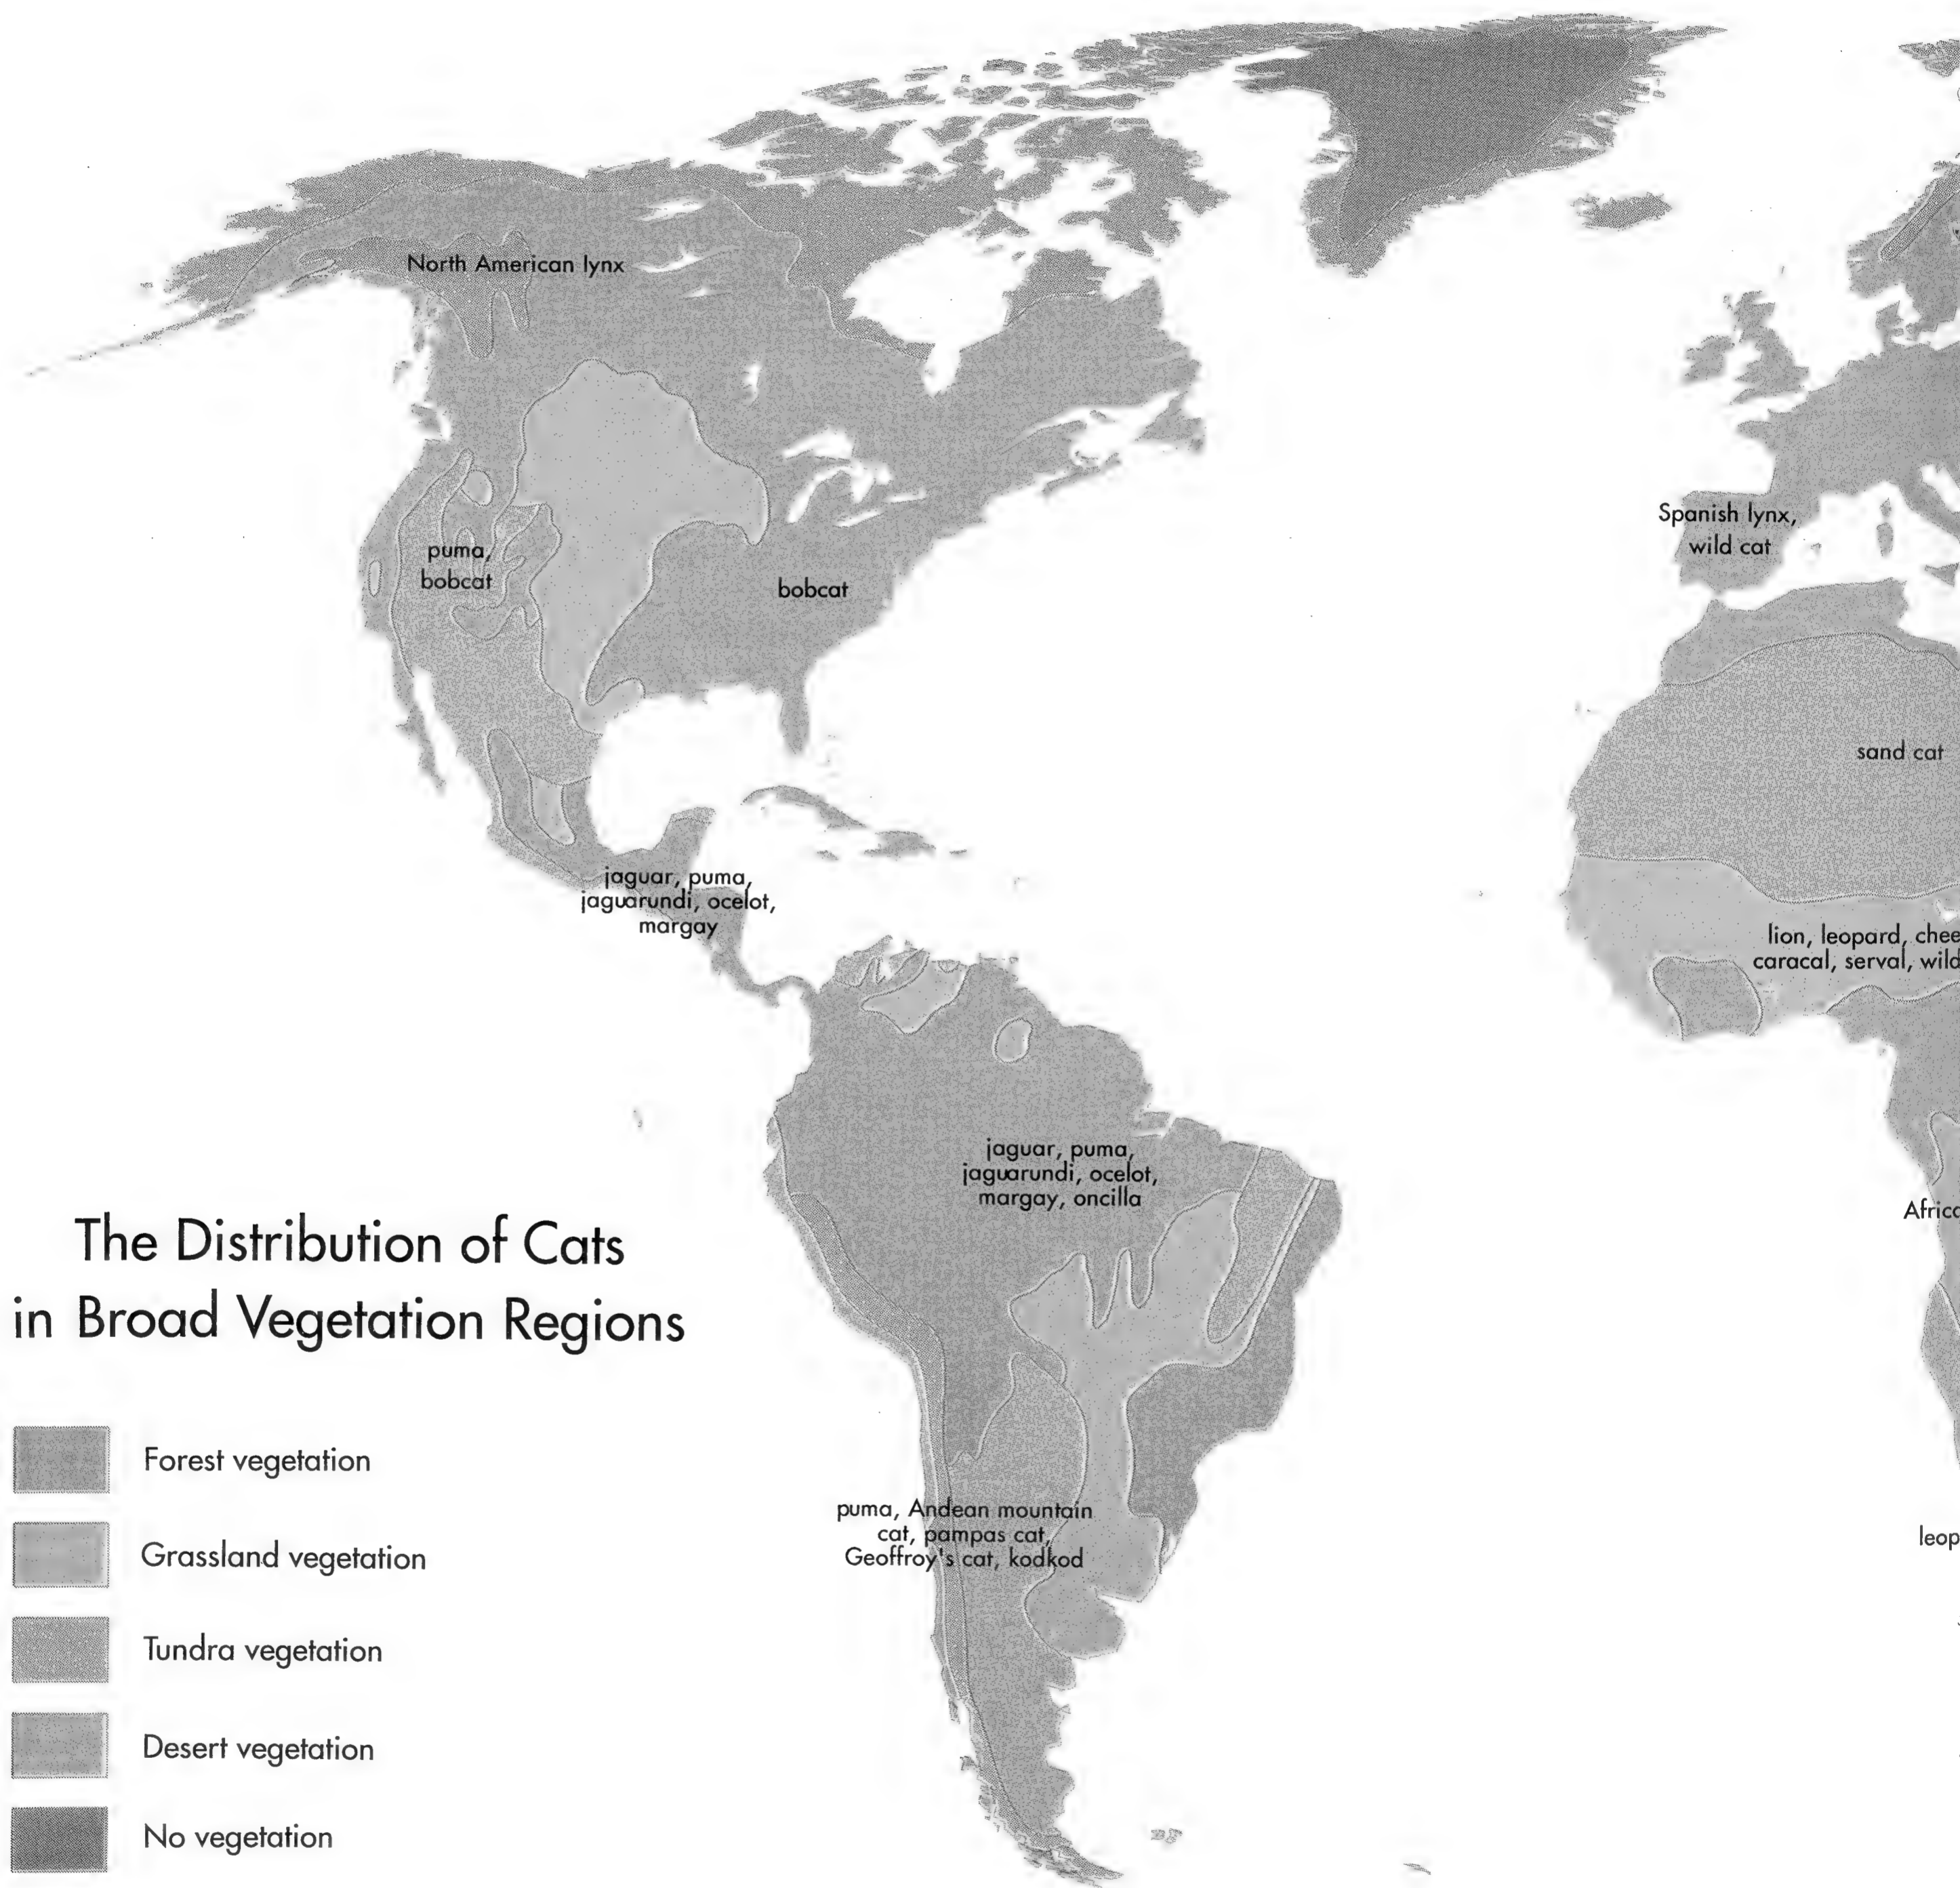 North American lynx
Spanish lynx,
wild cat
puma,
bobcat
bobcat
sand cat
jaguar, puma,
jaguarundi, ocelot,
margay
lion, leopard, chee
caracal, serval, wild
jaguar, puma,
jaguarundi, ocelot,
margay, oncilla
Africa
The Distribution of Cats
in Broad Vegetation Regions
puma, Andean mountain
cat, pampas cat,
Geoffroy's cat, kodkod
leop
Forest vegetation
Grassland vegetation
Tundra vegetation
Desert vegetation
No vegetation